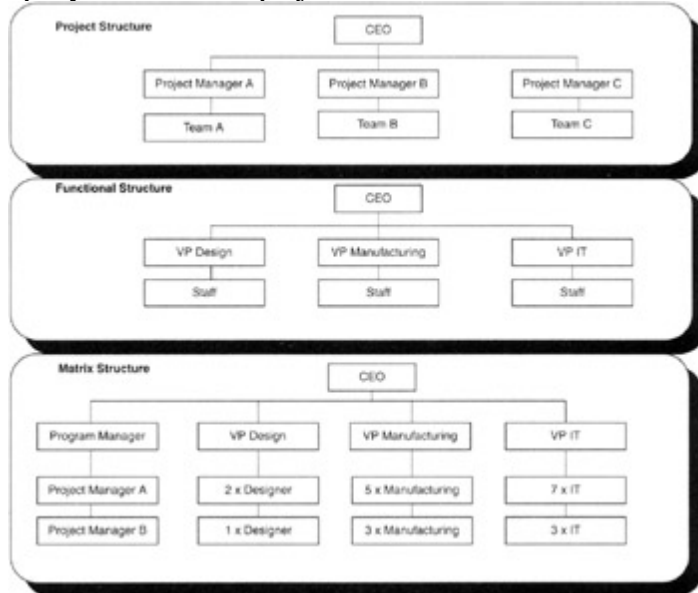 Project Structure
CEO
Project Manager A Project Manager B Project Manager C
Team A Team B Team C
Functional Structure
CEO
VP Design VP Manufacturing VP IT
Staff Staff Staff
Matrix Structure
CEO
Program Manager VP Design VP Manufacturing VP IT
Project Manager A 2 x Designer 5 x Manufacturing 7 x IT
Project Manager B 1 x Designer 3 x Manufacturing 3 x IT